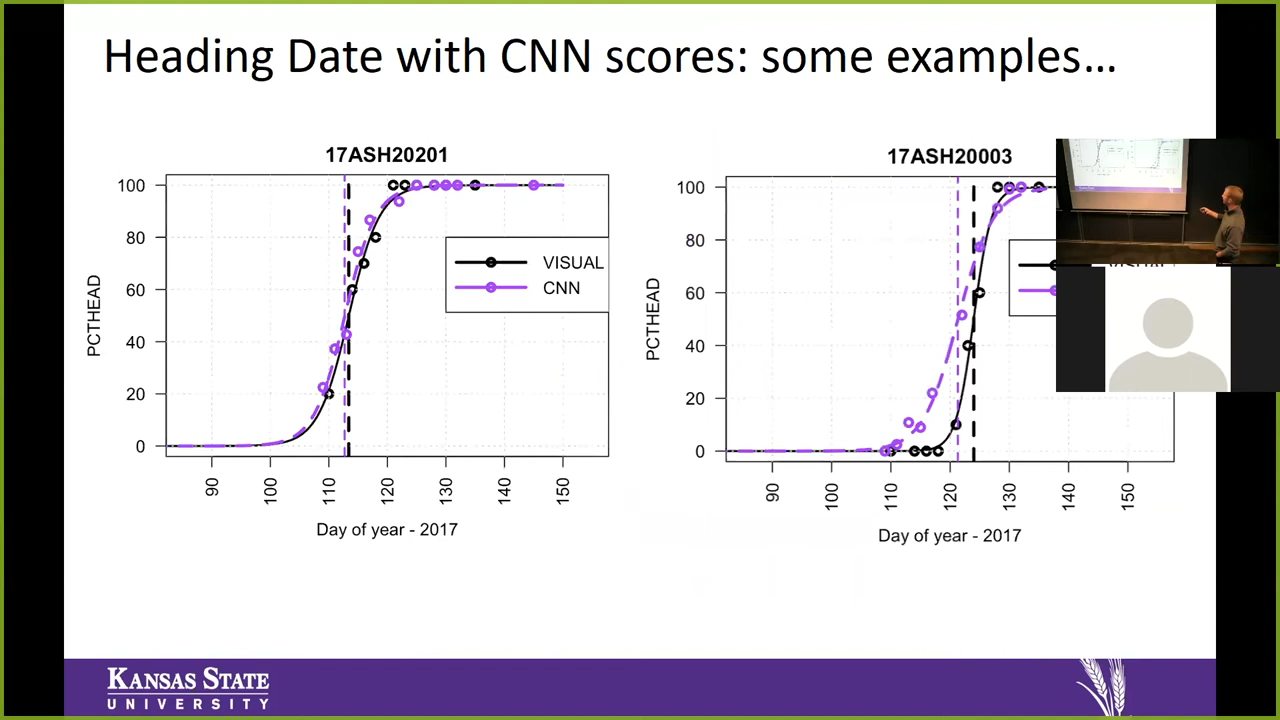 Heading Date with CNN scores: some examples…
17ASH20201
100
80
60
40
20
0
PCTHEAD
VISUAL
CNN
90
100
110
120
130
140
150
Day of year - 2017
17ASH20003
100
80
60
40
20
0
PCTHEAD
VISUAL
90
100
110
120
130
140
150
Day of year - 2017
KANSAS STATE
UNIVERSITY